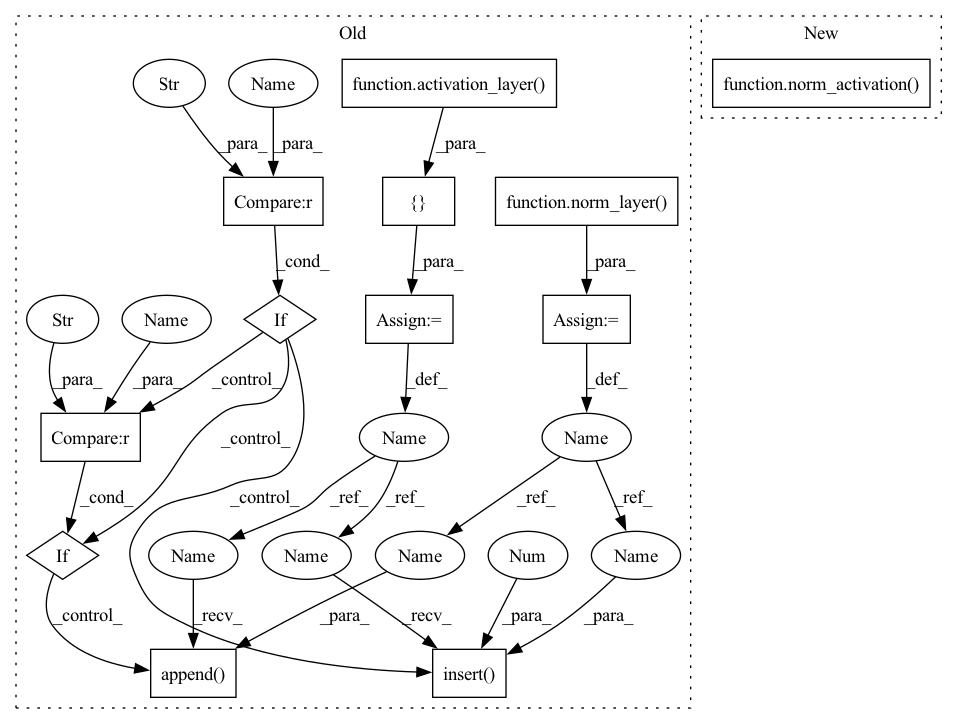 Old
New
Str
Name
function.activation_layer()
function.norm_activation()
_para_
_para_
_para_
Compare:r
{}
function.norm_layer()
_cond_
_para_
_para_
Str
Name
If
Assign:=
Assign:=
_para_
_para_
_control_
_def_
_def_
Compare:r
_control_
Name
Name
_cond_
_control_
_ref_
_ref_
_ref_
_ref_
If
Name
Name
Name
Num
Name
_control_
_recv_
_para_
_recv_
_para_
_para_
append()
insert()